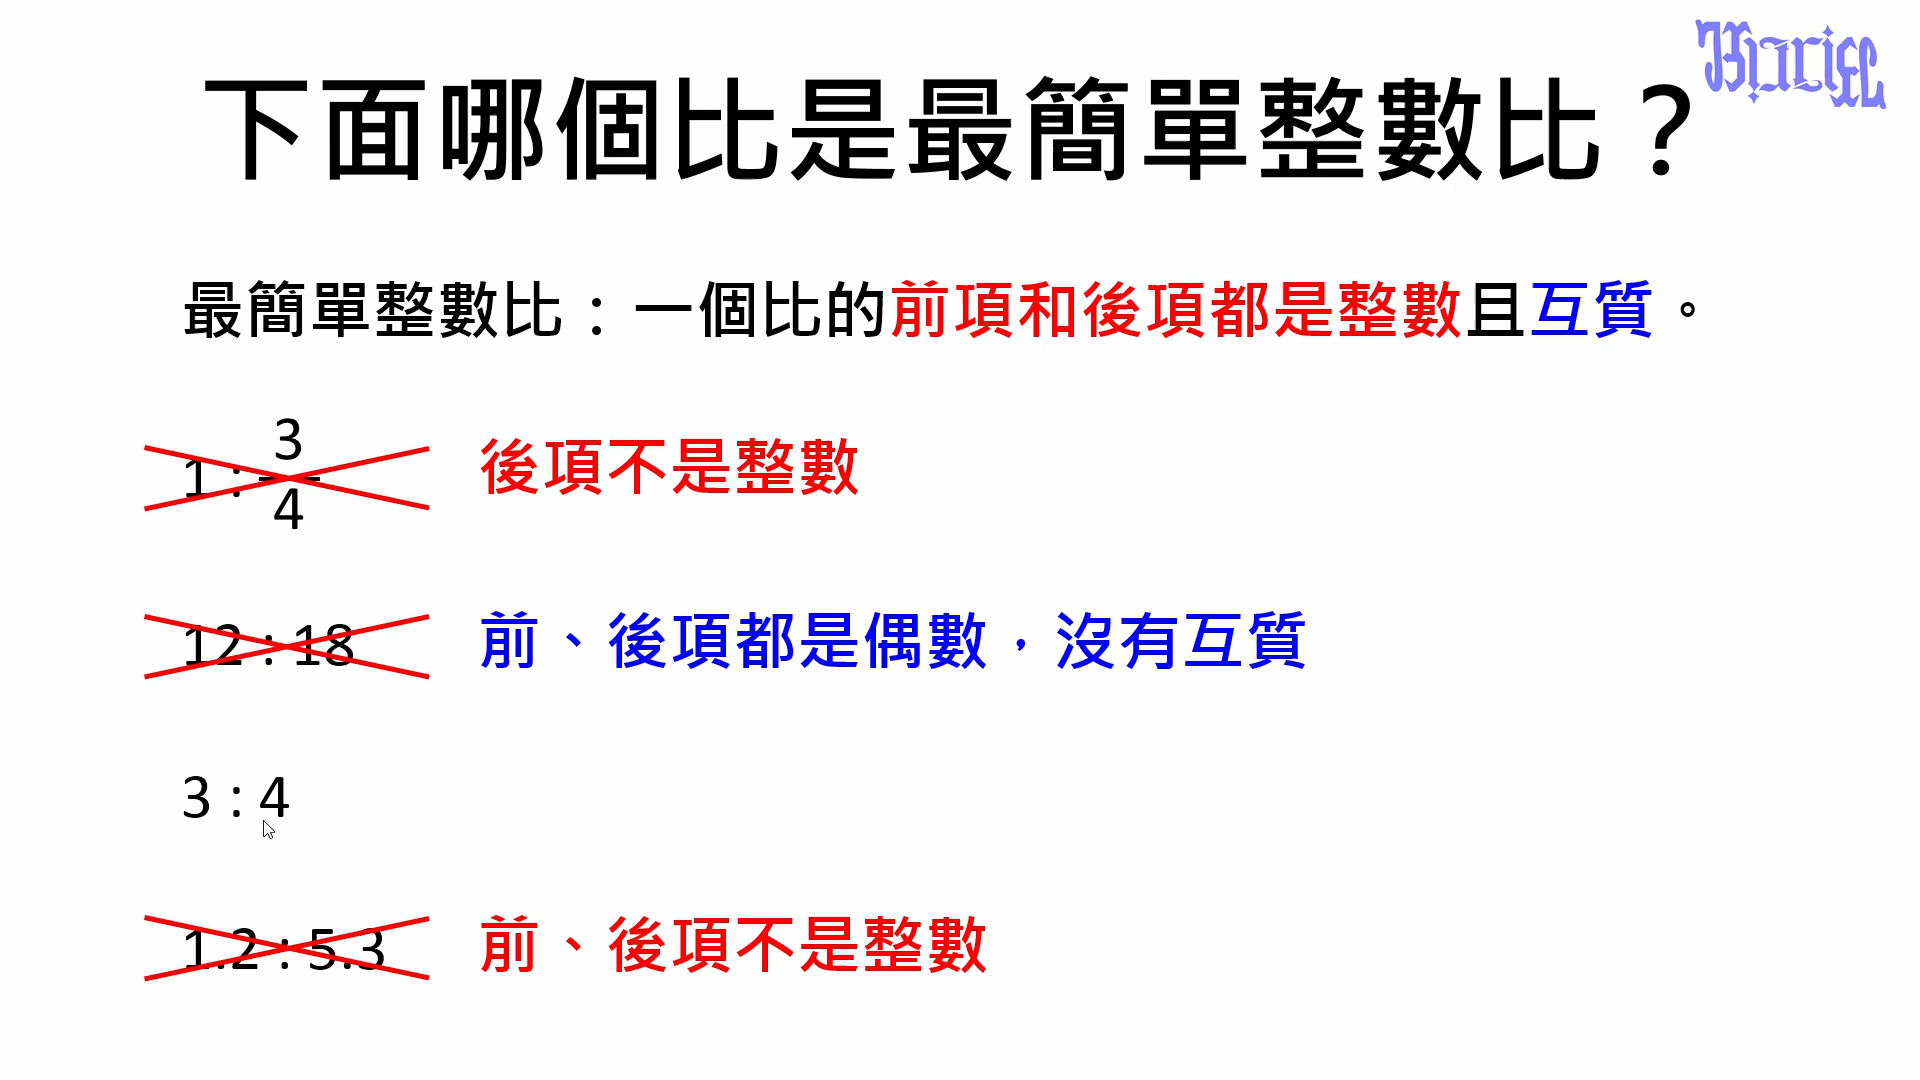 下面哪個比是最簡單整數比？
最簡單整數比：一個比的前項和後項都是整數且互質。
1 : 3/4 後項不是整數
12 : 18 前、後項都是偶數，沒有互質
3 : 4
1.2 : 5.3 前、後項不是整數